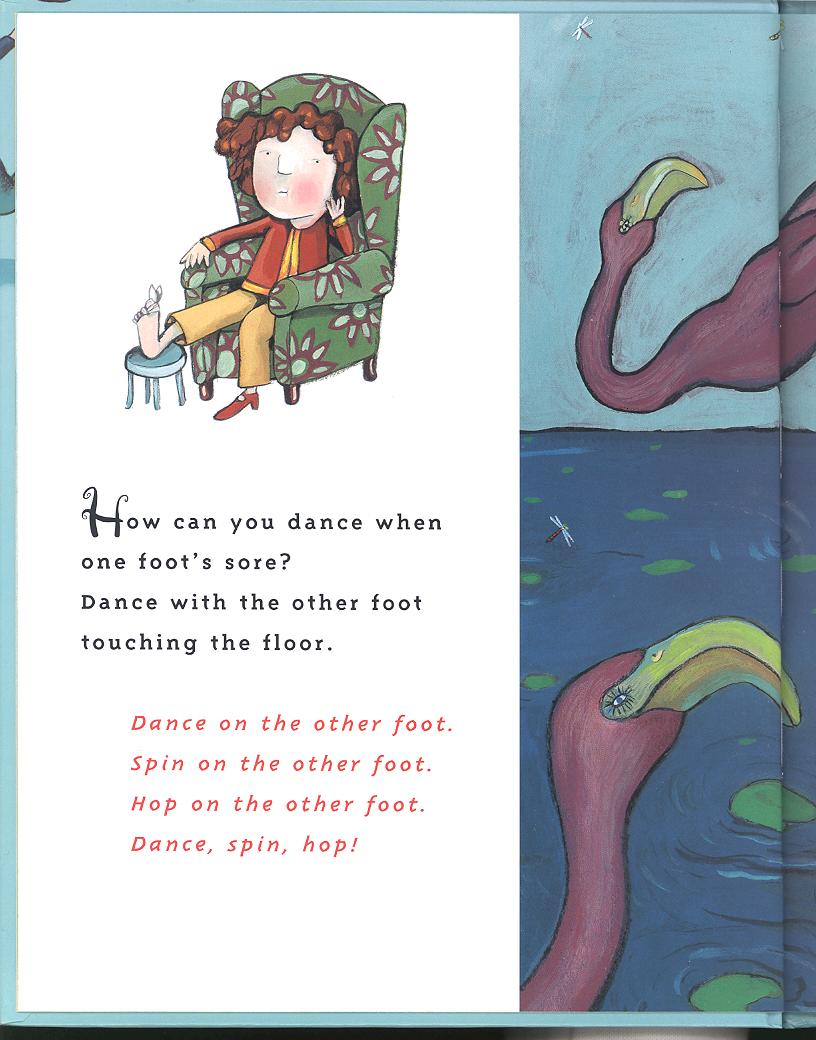 How can you dance when
one foot's sore?
Dance with the other foot
touching the floor.
Dance on the other foot.
Spin on the other foot.
Hop on the other foot.
Dance, spin, hop!